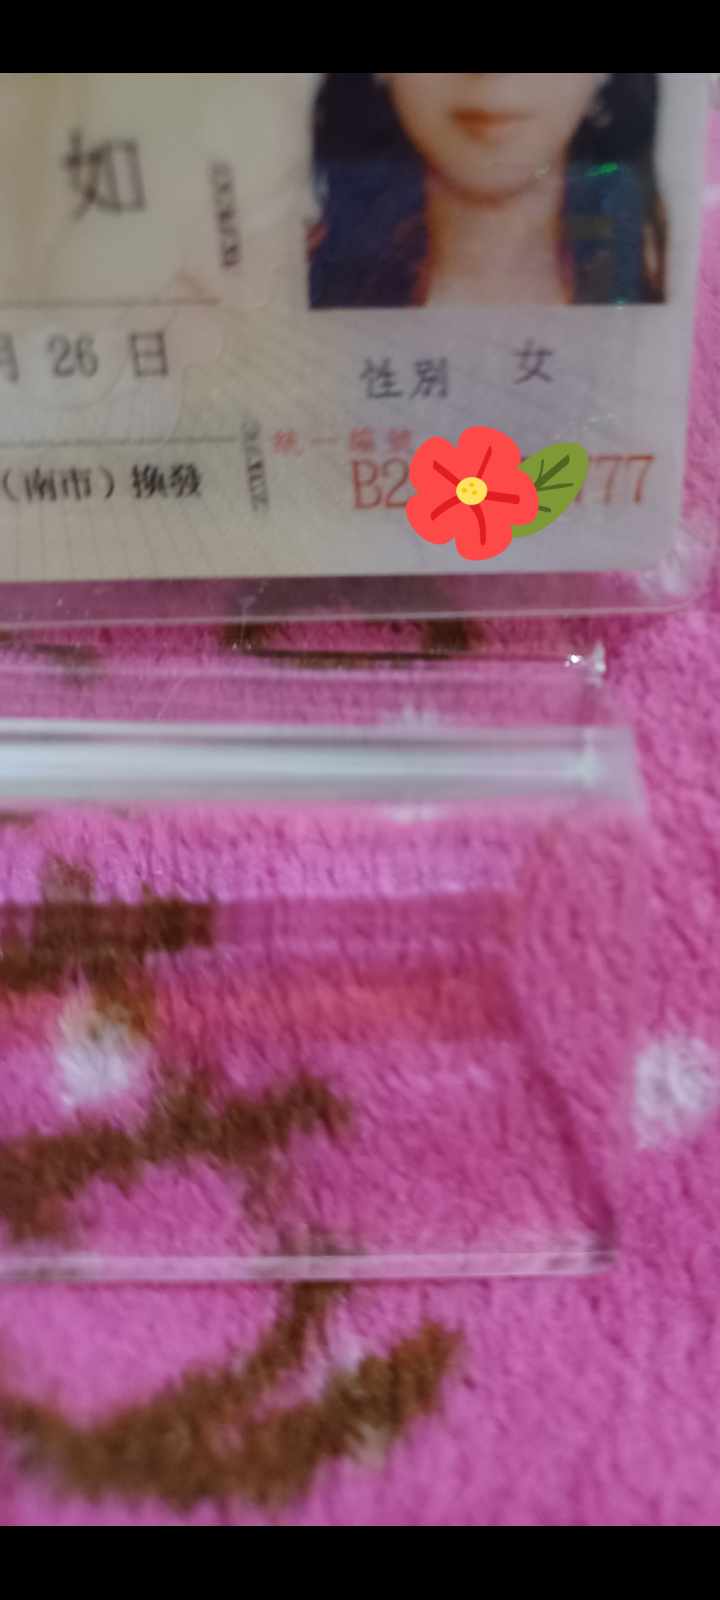 如
月 26 日
性別 女
統一編號
B2 777
（南市）換發